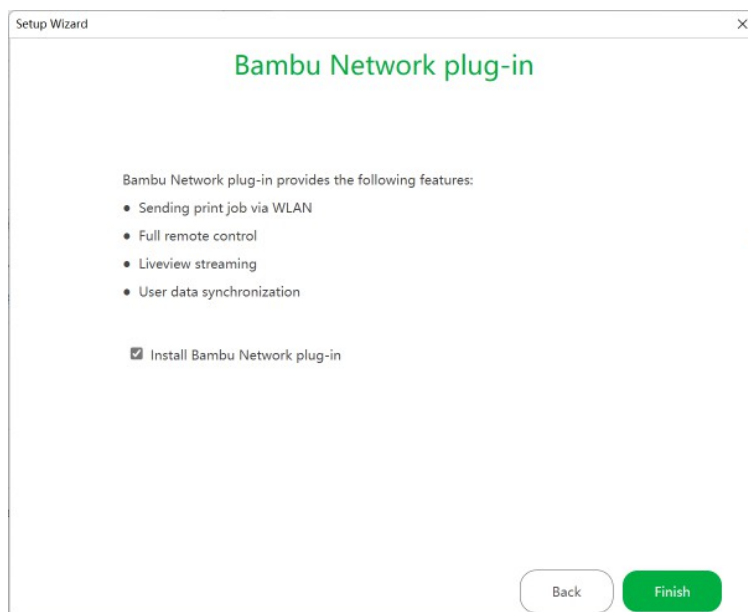 Setup Wizard
Bambu Network plug-in
Bambu Network plug-in provides the following features:
● Sending print job via WLAN
● Full remote control
● Liveview streaming
● User data synchronization
Install Bambu Network plug-in
Back
Finish